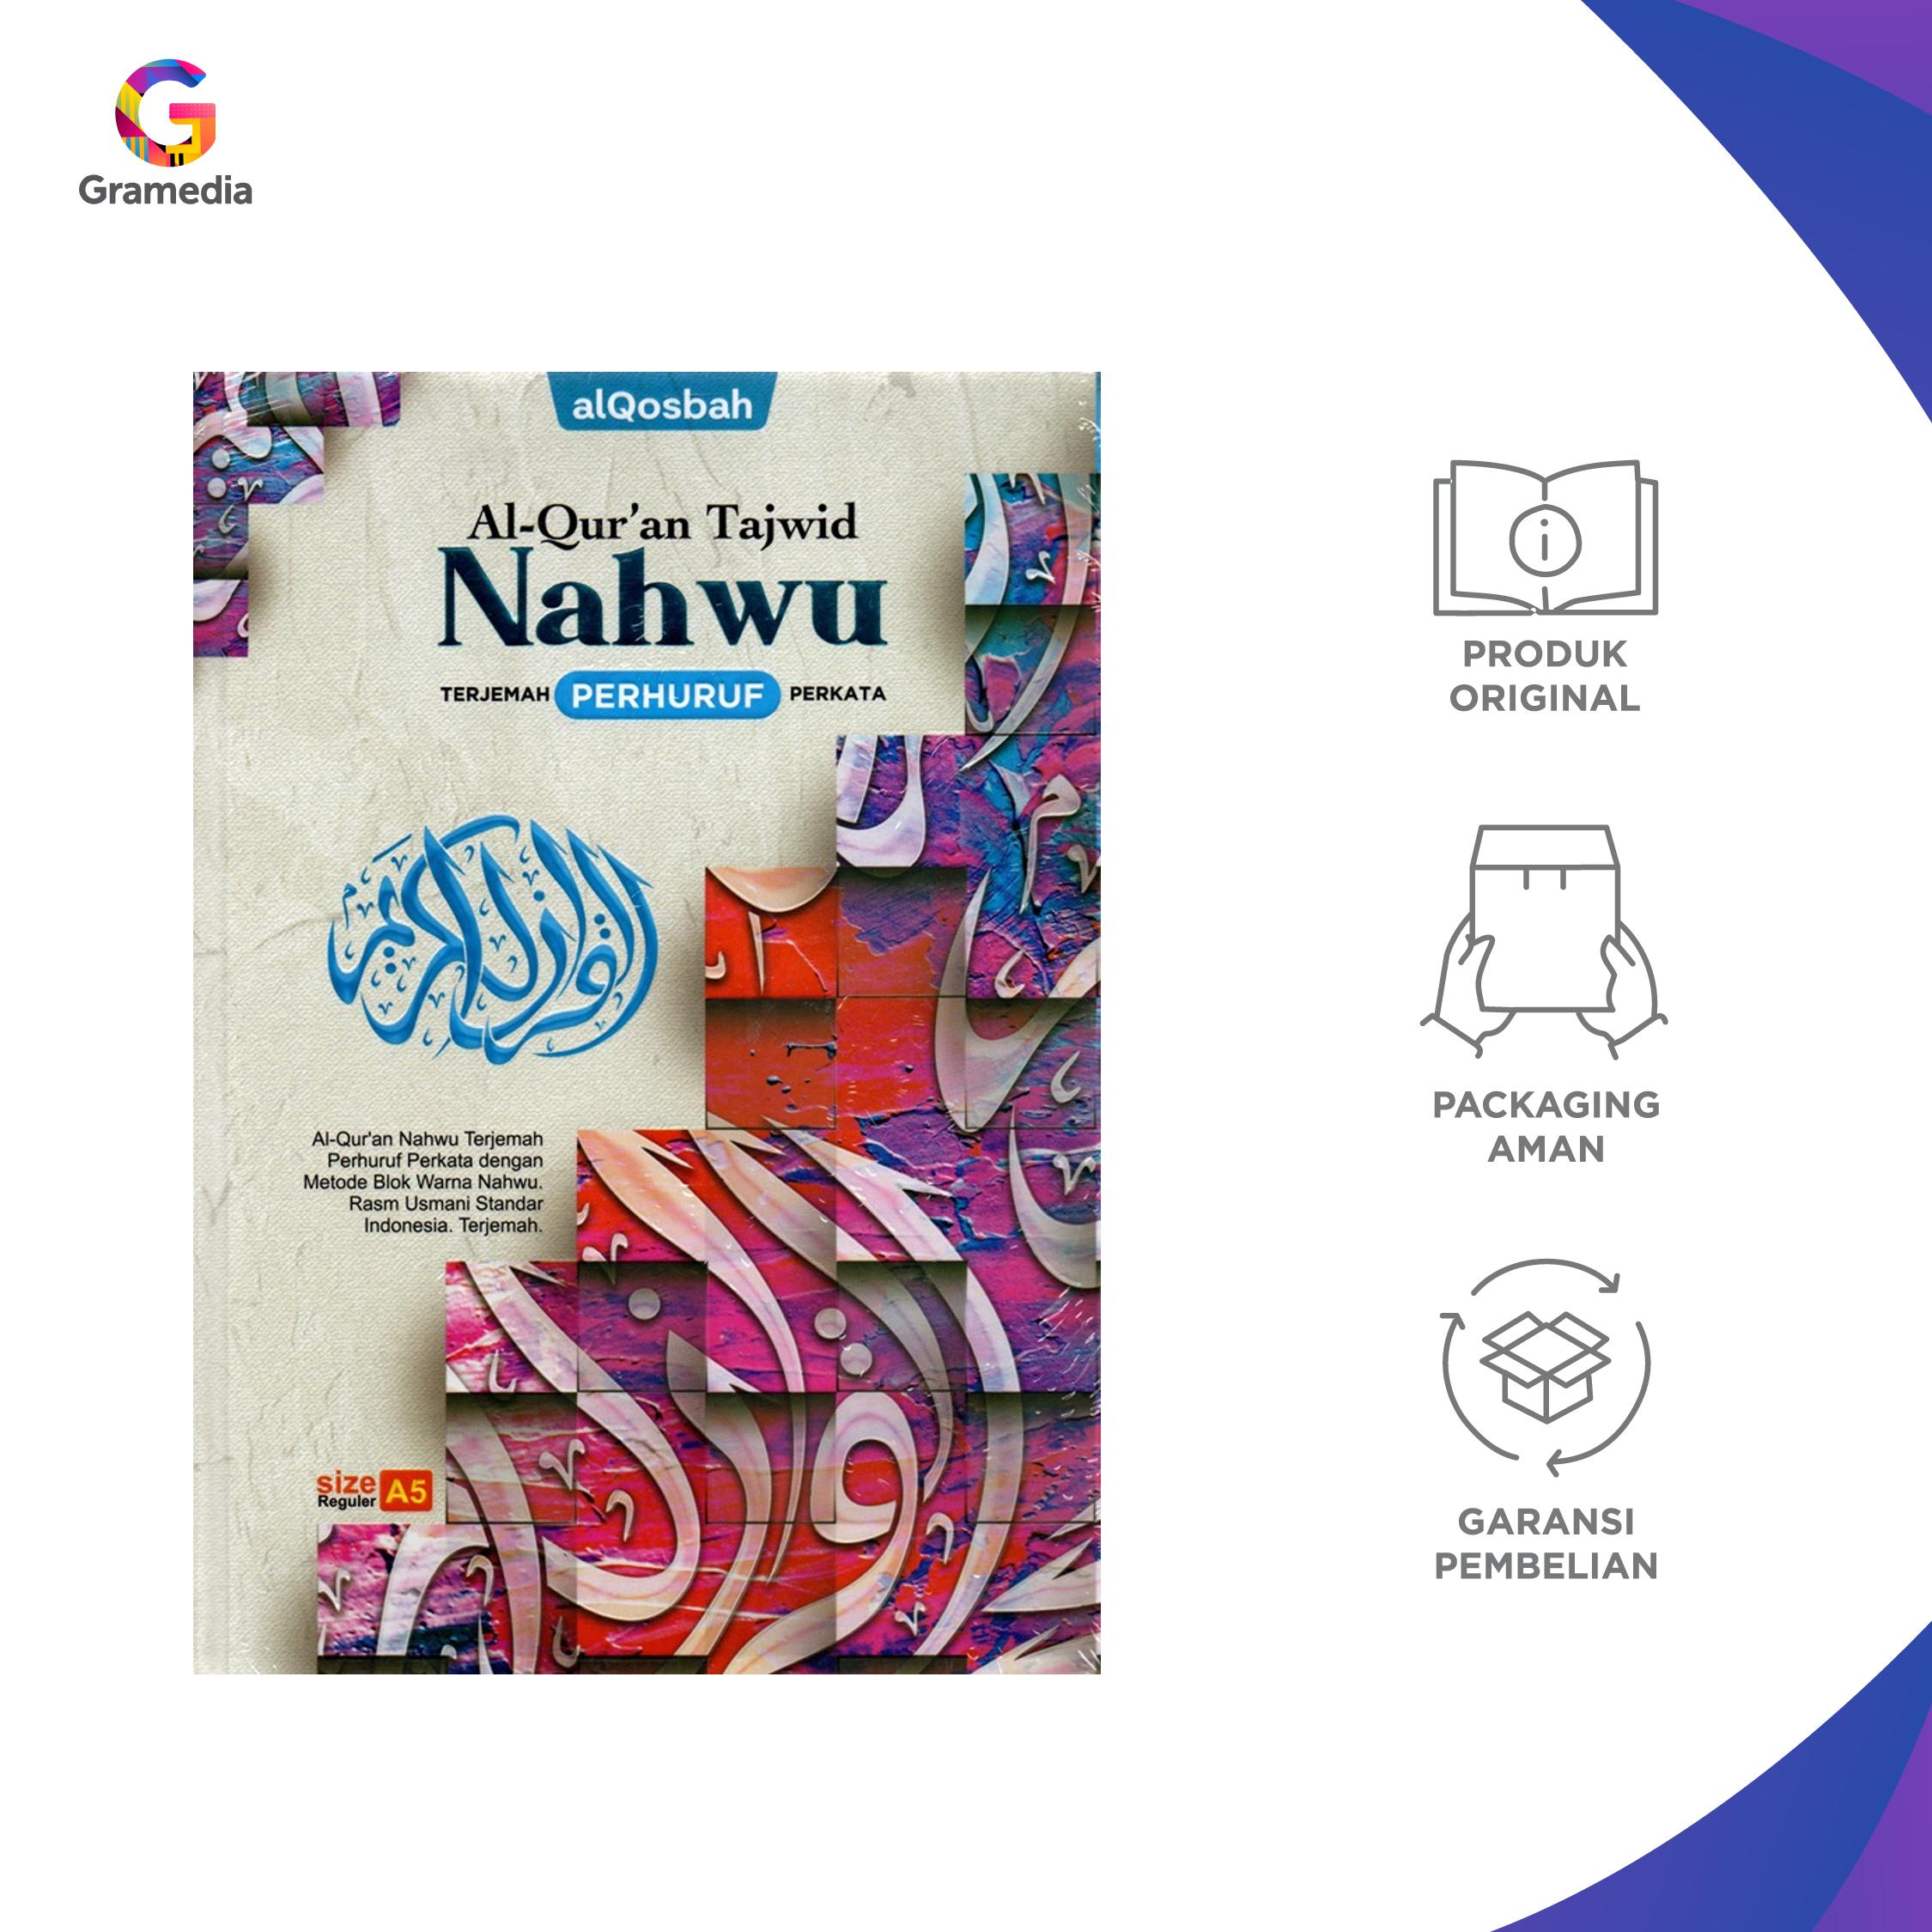 Gramedia
alQosbah
Al-Qur'an Tajwid
Nahwu
TERJEMAH PERHURUF PERKATA
القرآن الكريم
Al-Qur'an Nahwu Terjemah
Perhuruf Perkata dengan
Metode Blok Warna Nahwu.
Rasm Usmani Standar
Indonesia. Terjemah.
size
Reguler A5
PRODUK
ORIGINAL
PACKAGING
AMAN
GARANSI
PEMBELIAN